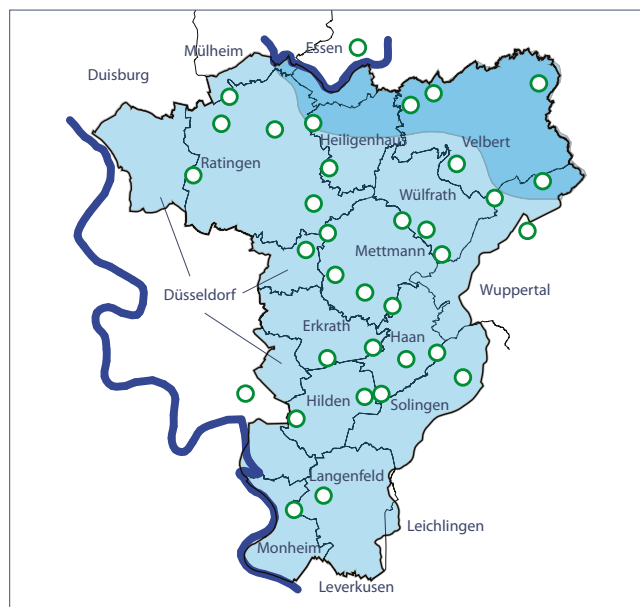 Mülheim
Essen
Duisburg
Heiligenhaus
Velbert
Ratingen
Wülfrath
Mettmann
Düsseldorf
Wuppertal
Erkrath
Haan
Hilden
Solingen
Langenfeld
Leichlingen
Monheim
Leverkusen